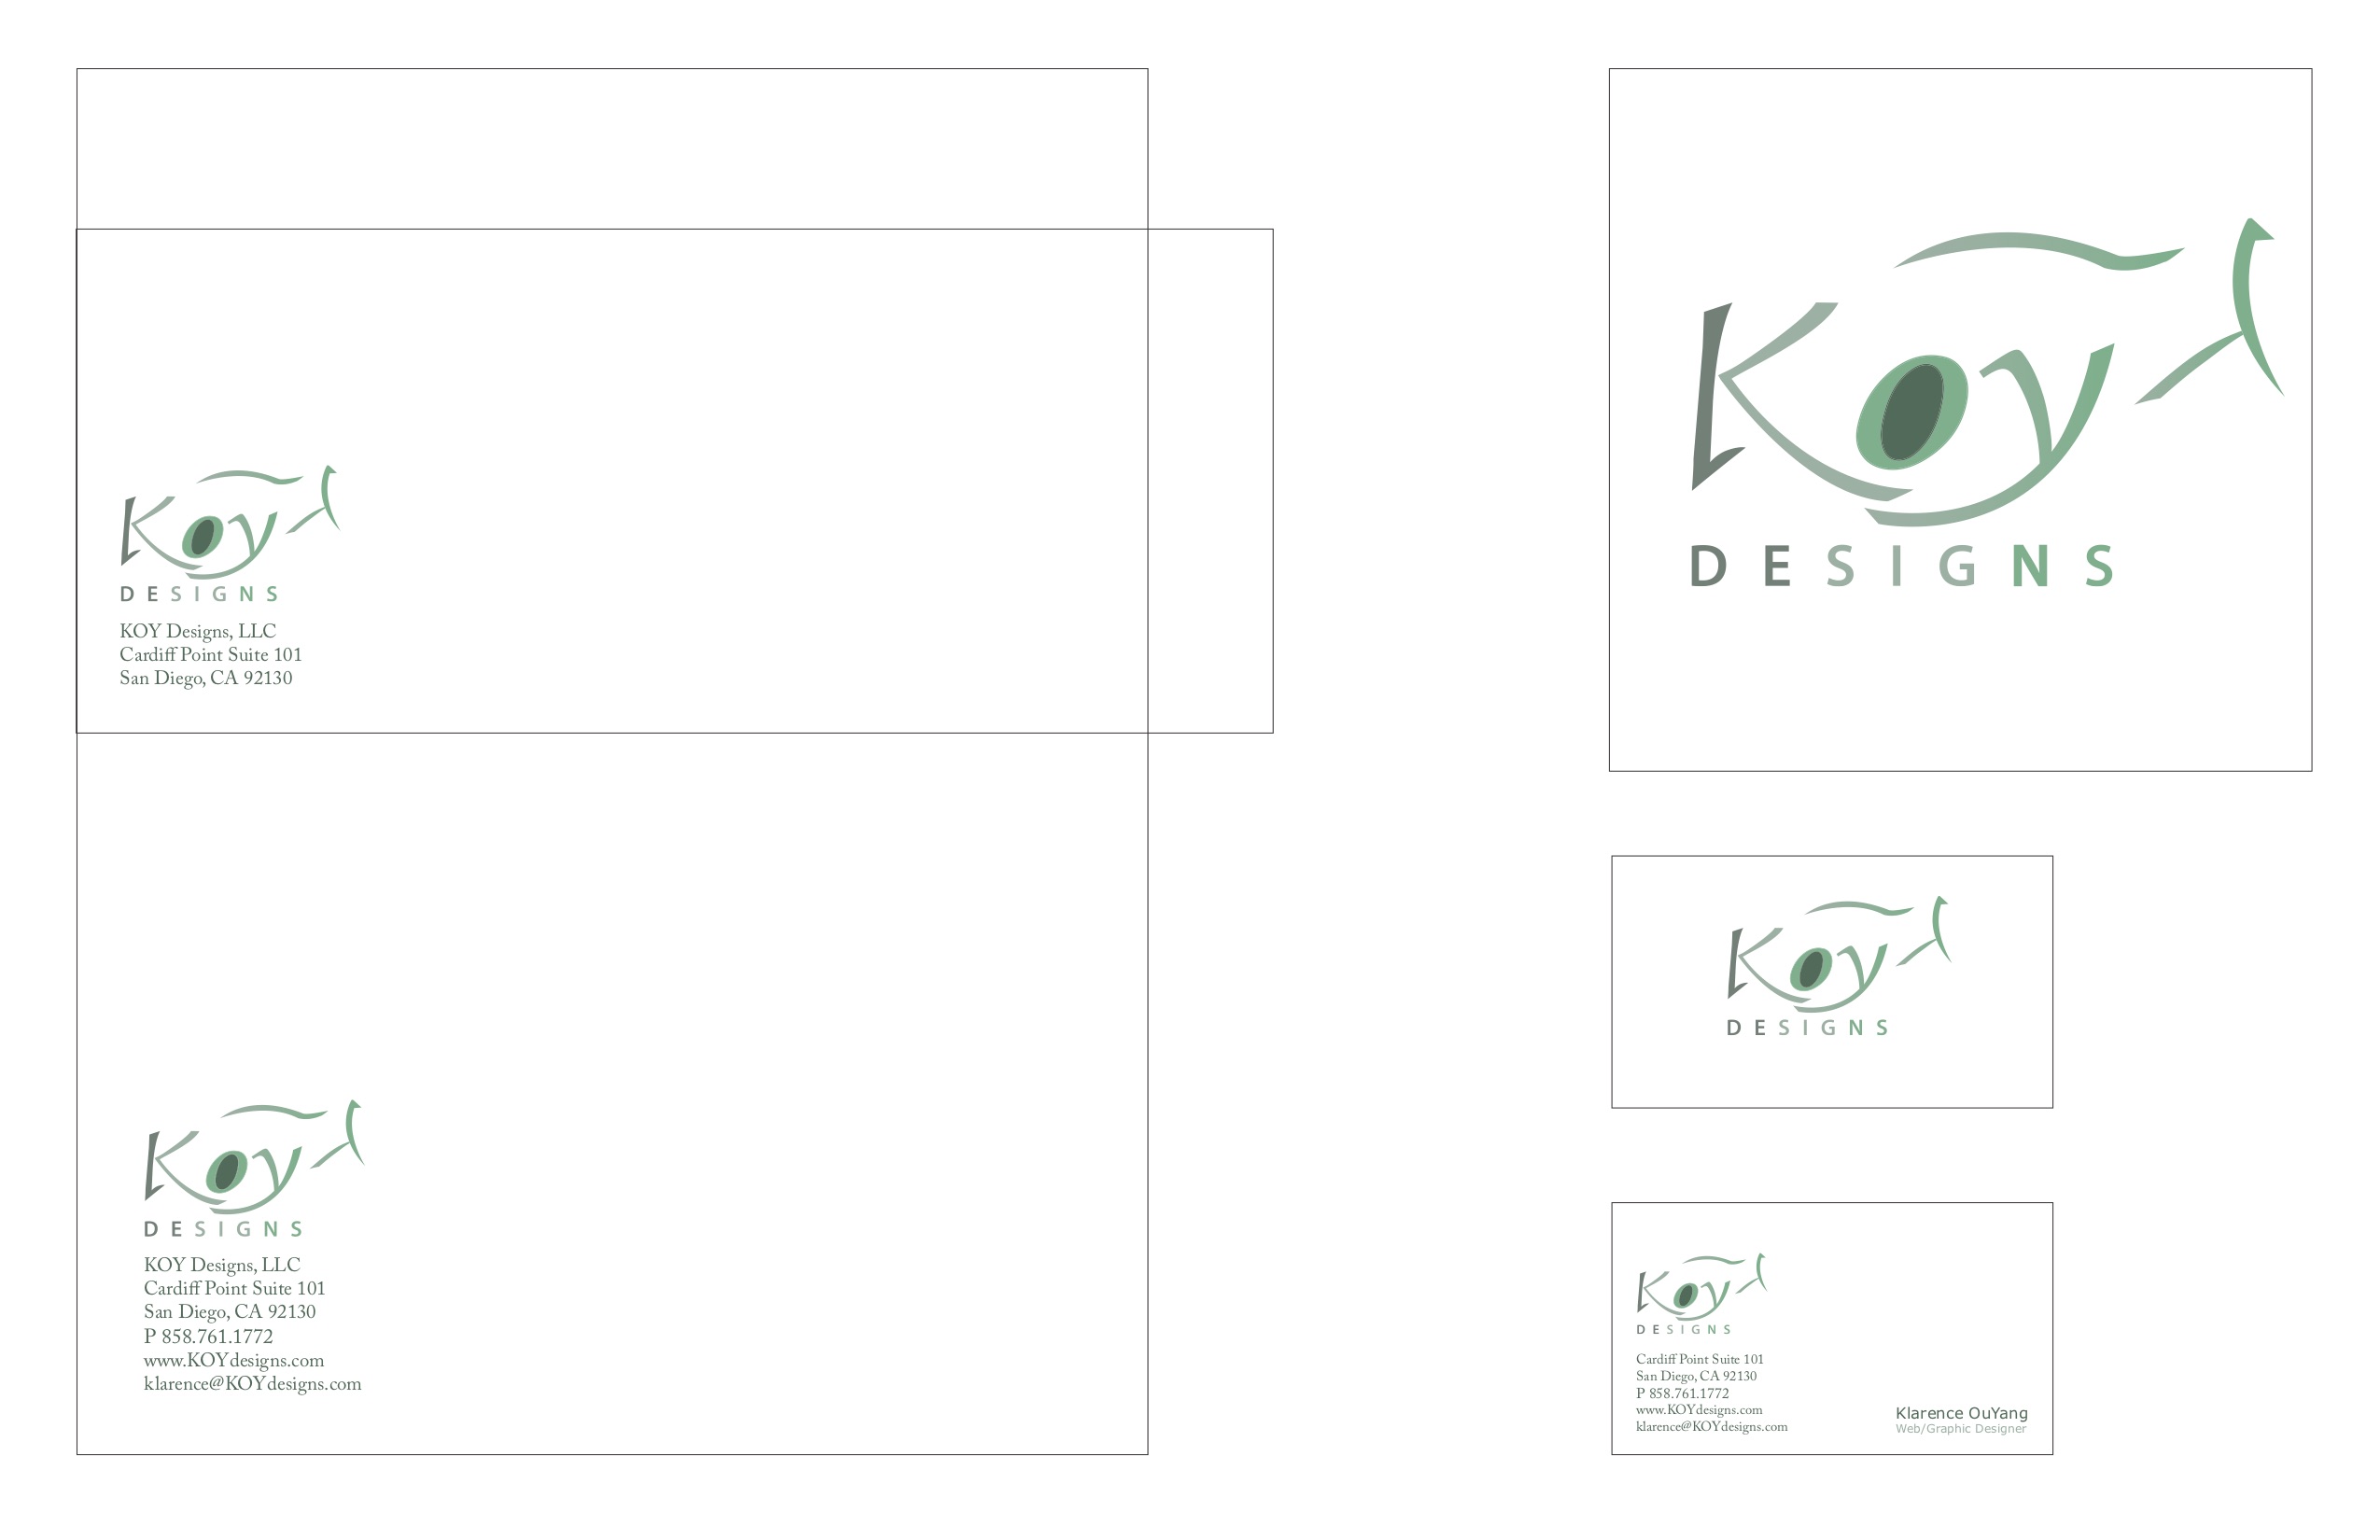 Koy
DESIGNS
KOY Designs, LLC
Cardiff Point Suite 101
San Diego, CA 92130
Koy
DESIGNS
KOY Designs, LLC
Cardiff Point Suite 101
San Diego, CA 92130
P 858.761.1772
www.KOYdesigns.com
klarence@KOYdesigns.com
Koy
DESIGNS
Koy
DESIGNS
Koy
DESIGNS
Cardiff Point Suite 101
San Diego, CA 92130
P 858.761.1772
www.KOYdesigns.com
klarence@KOYdesigns.com
Klarence OuYang
Web/Graphic Designer